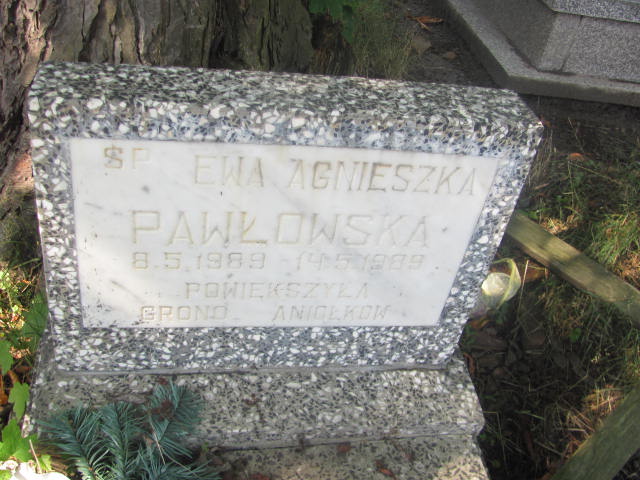 ŚP. EWA AGNIESZKA
PAWŁOWSKA
8.5.1989 - 14.5.1989
POWIĘKSZYŁA
GRONO ANIOŁKÓW